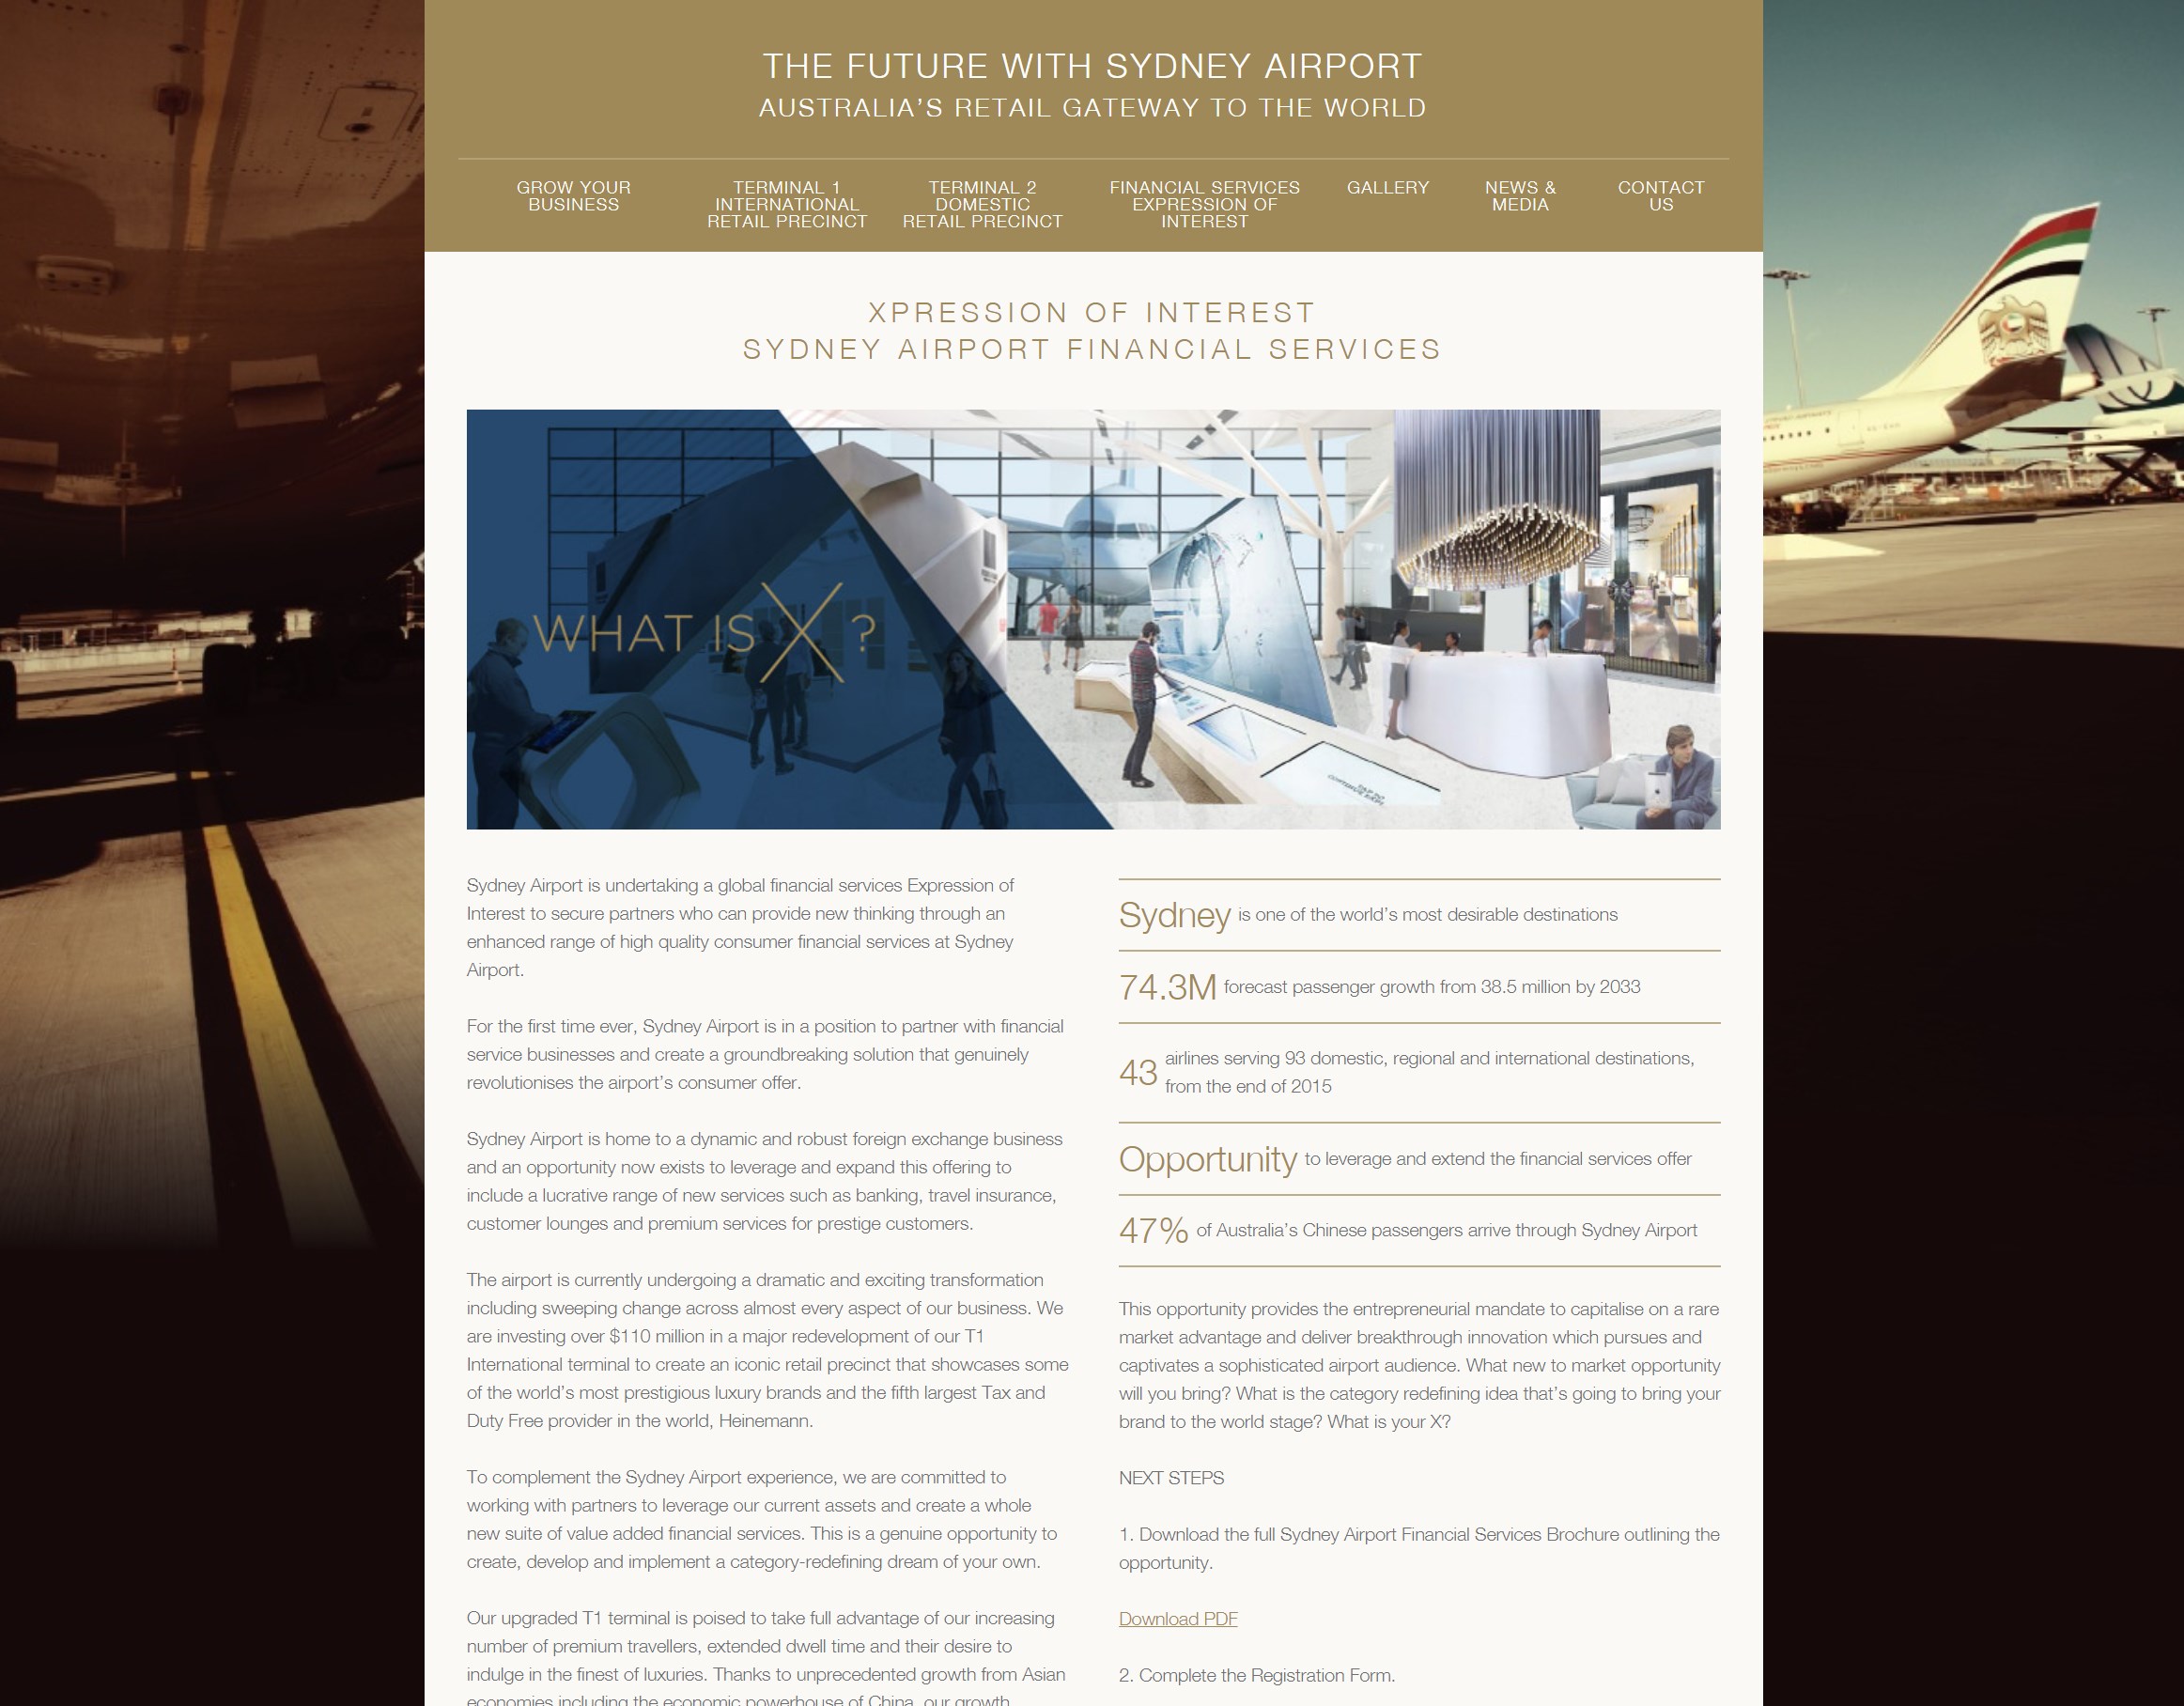 THE FUTURE WITH SYDNEY AIRPORT
AUSTRALIA'S RETAIL GATEWAY TO THE WORLD
GROW YOUR
BUSINESS
TERMINAL 1
INTERNATIONAL
RETAIL PRECINCT
TERMINAL 2
DOMESTIC
RETAIL PRECINCT
FINANCIAL SERVICES
EXPRESSION OF
INTEREST
GALLERY
NEWS &
MEDIA
CONTACT
US
XPRESSION OF INTEREST
SYDNEY AIRPORT FINANCIAL SERVICES
WHAT IS X ?
Sydney Airport is undertaking a global financial services Expression of
Interest to secure partners who can provide new thinking through an
enhanced range of high quality consumer financial services at Sydney
Airport.
For the first time ever, Sydney Airport is in a position to partner with financial
service businesses and create a groundbreaking solution that genuinely
revolutionises the airport's consumer offer.
Sydney Airport is home to a dynamic and robust foreign exchange business
and an opportunity now exists to leverage and expand this offering to
include a lucrative range of new services such as banking, travel insurance,
customer lounges and premium services for prestige customers.
The airport is currently undergoing a dramatic and exciting transformation
including sweeping change across almost every aspect of our business. We
are investing over $110 million in a major redevelopment of our T1
International terminal to create an iconic retail precinct that showcases some
of the world's most prestigious luxury brands and the fifth largest Tax and
Duty Free provider in the world, Heinemann.
To complement the Sydney Airport experience, we are committed to
working with partners to leverage our current assets and create a whole
new suite of value added financial services. This is a genuine opportunity to
create, develop and implement a category-redefining dream of your own.
Our upgraded T1 terminal is poised to take full advantage of our increasing
number of premium travellers, extended dwell time and their desire to
indulge in the finest of luxuries. Thanks to unprecedented growth from Asian
economies including the economic powerhouse of China, our growth
Sydney is one of the world's most desirable destinations
74.3M forecast passenger growth from 38.5 million by 2033
43 airlines serving 93 domestic, regional and international destinations,
from the end of 2015
Opportunity to leverage and extend the financial services offer
47% of Australia's Chinese passengers arrive through Sydney Airport
This opportunity provides the entrepreneurial mandate to capitalise on a rare
market advantage and deliver breakthrough innovation which pursues and
captivates a sophisticated airport audience. What new to market opportunity
will you bring? What is the category redefining idea that's going to bring your
brand to the world stage? What is your X?
NEXT STEPS
1. Download the full Sydney Airport Financial Services Brochure outlining the
opportunity.
Download PDF
2. Complete the Registration Form.